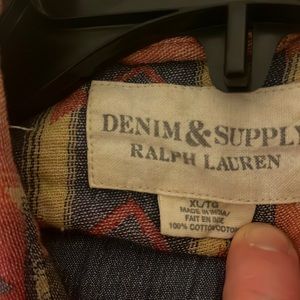 DENIM & SUPPLY
RALPH LAUREN
XL/TG
MADE IN INDIA/
FAIT EN INDE
100% COTTON/COTON